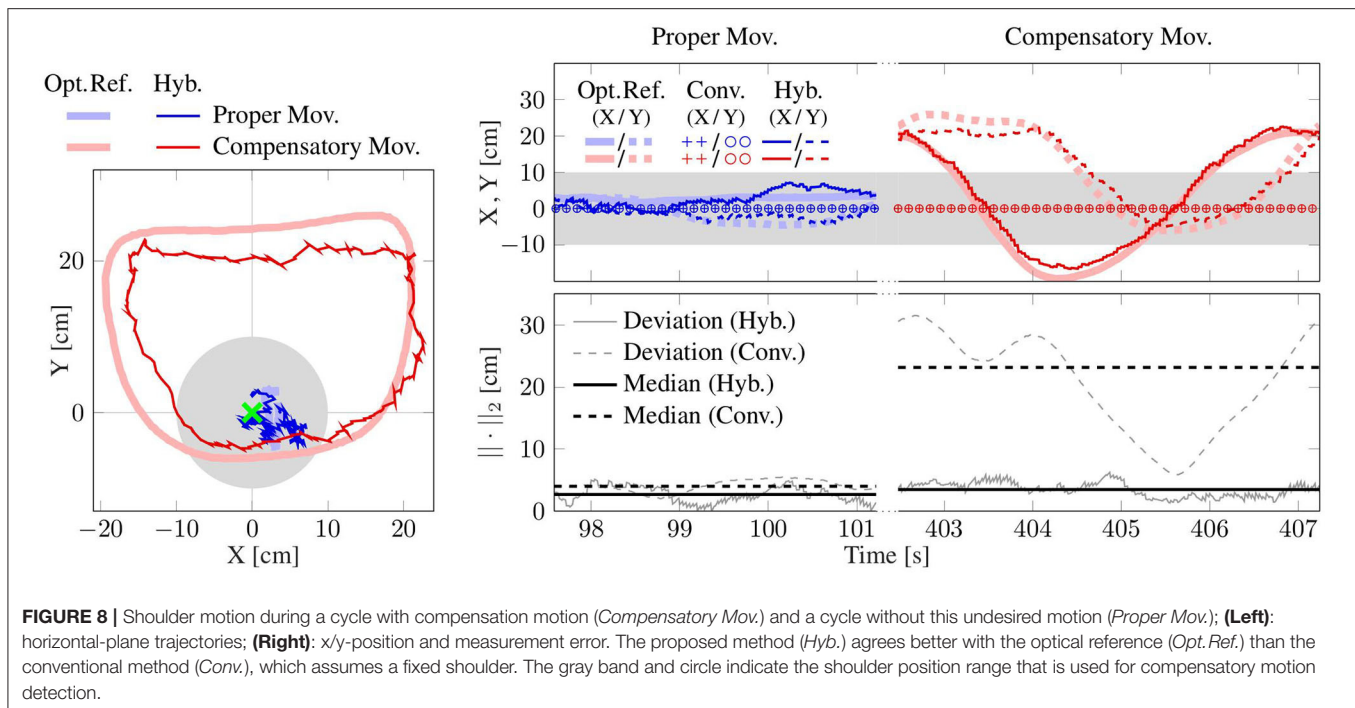 Opt.Ref. Hyb.
Proper Mov.
Compensatory Mov.
20
0
Y [cm]
−20 −10 0 10 20
X [cm]
Proper Mov. Compensatory Mov.
Opt.Ref. Conv. Hyb.
(X / Y) (X / Y) (X / Y)
/ ++ / ○○ /
/ ++ / ○○ /
30
20
10
0
−10
X, Y [cm]
Deviation (Hyb.)
Deviation (Conv.)
Median (Hyb.)
Median (Conv.)
30
20
10
0
|| · ||₂ [cm]
98 99 100 101 403 404 405 406 407
Time [s]
FIGURE 8 | Shoulder motion during a cycle with compensation motion (Compensatory Mov.) and a cycle without this undesired motion (Proper Mov.); (Left):
horizontal-plane trajectories; (Right): x/y-position and measurement error. The proposed method (Hyb.) agrees better with the optical reference (Opt.Ref.) than the
conventional method (Conv.), which assumes a fixed shoulder. The gray band and circle indicate the shoulder position range that is used for compensatory motion
detection.